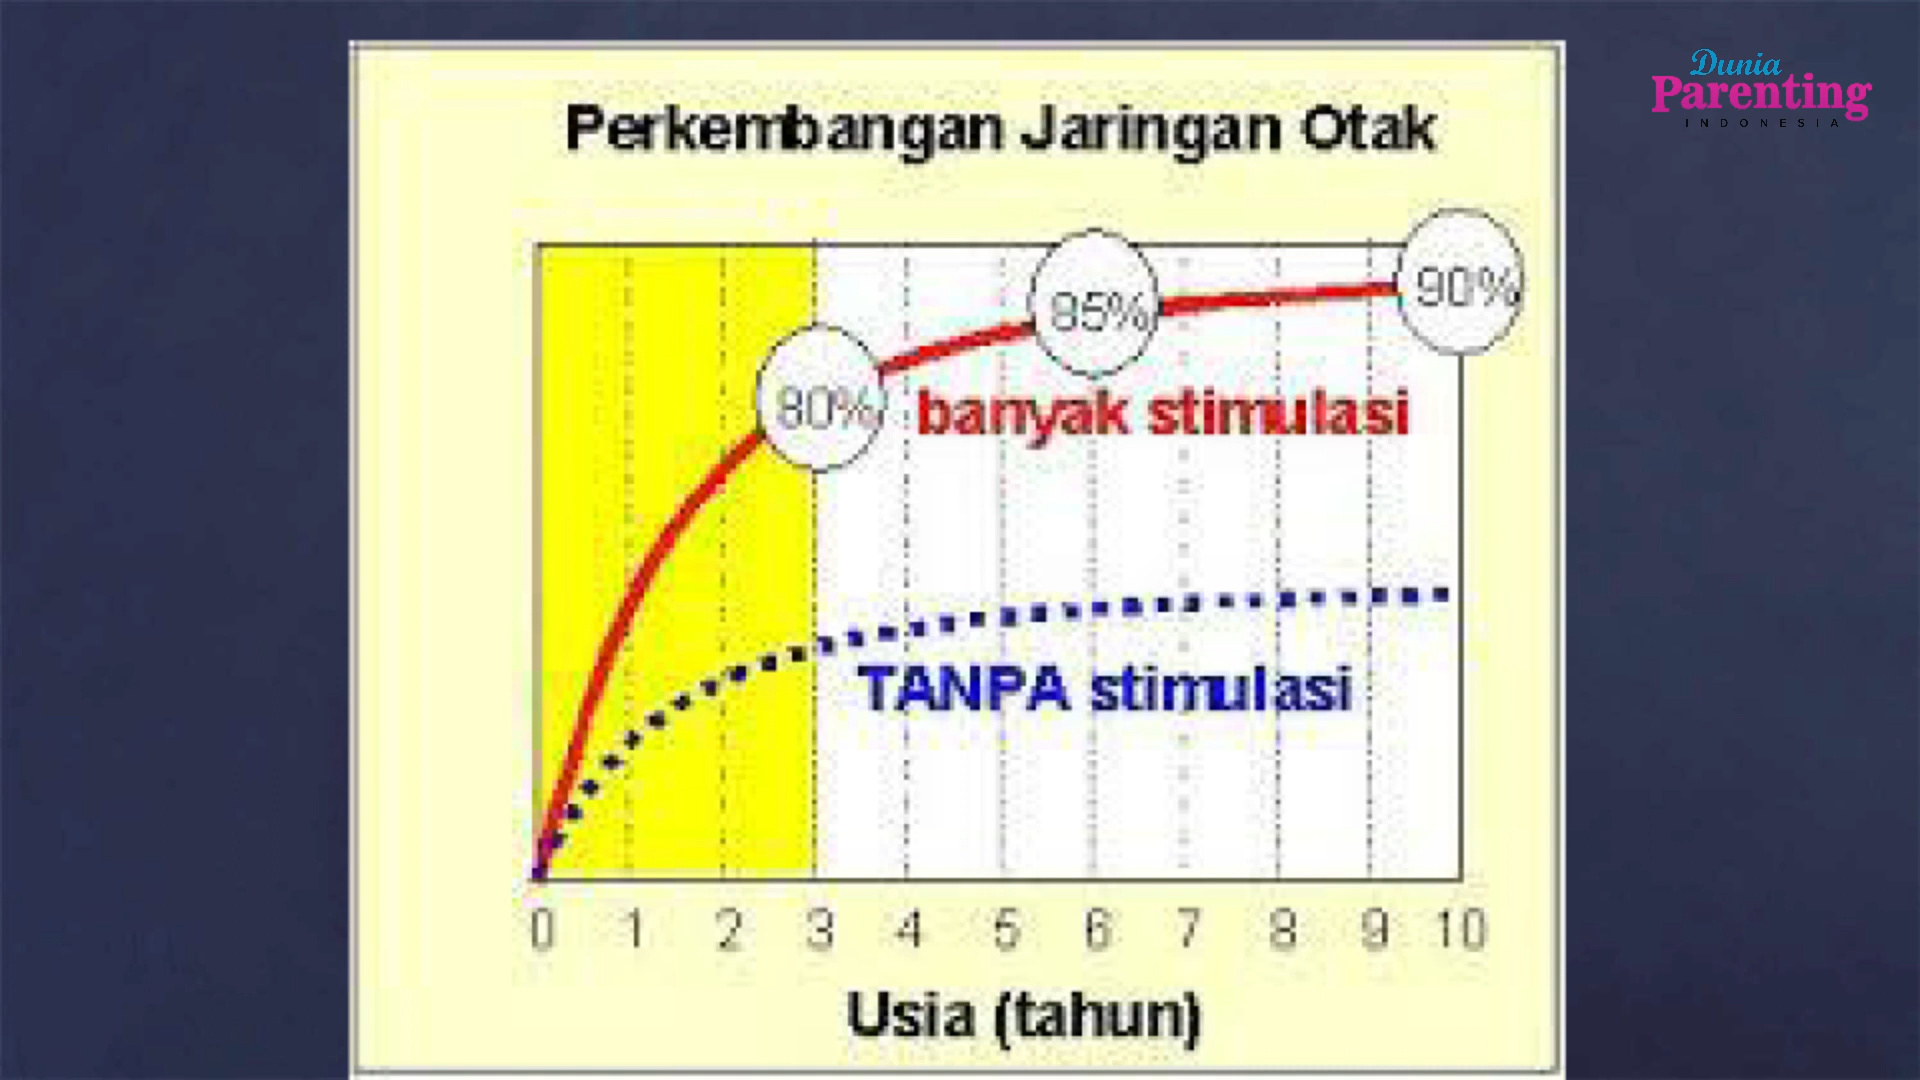 Dunia
Parenting
INDONESIA
Perkembangan Jaringan Otak
90%
85%
80%
banyak stimulasi
TANPA stimulasi
0 1 2 3 4 5 6 7 8 9 10
Usia (tahun)